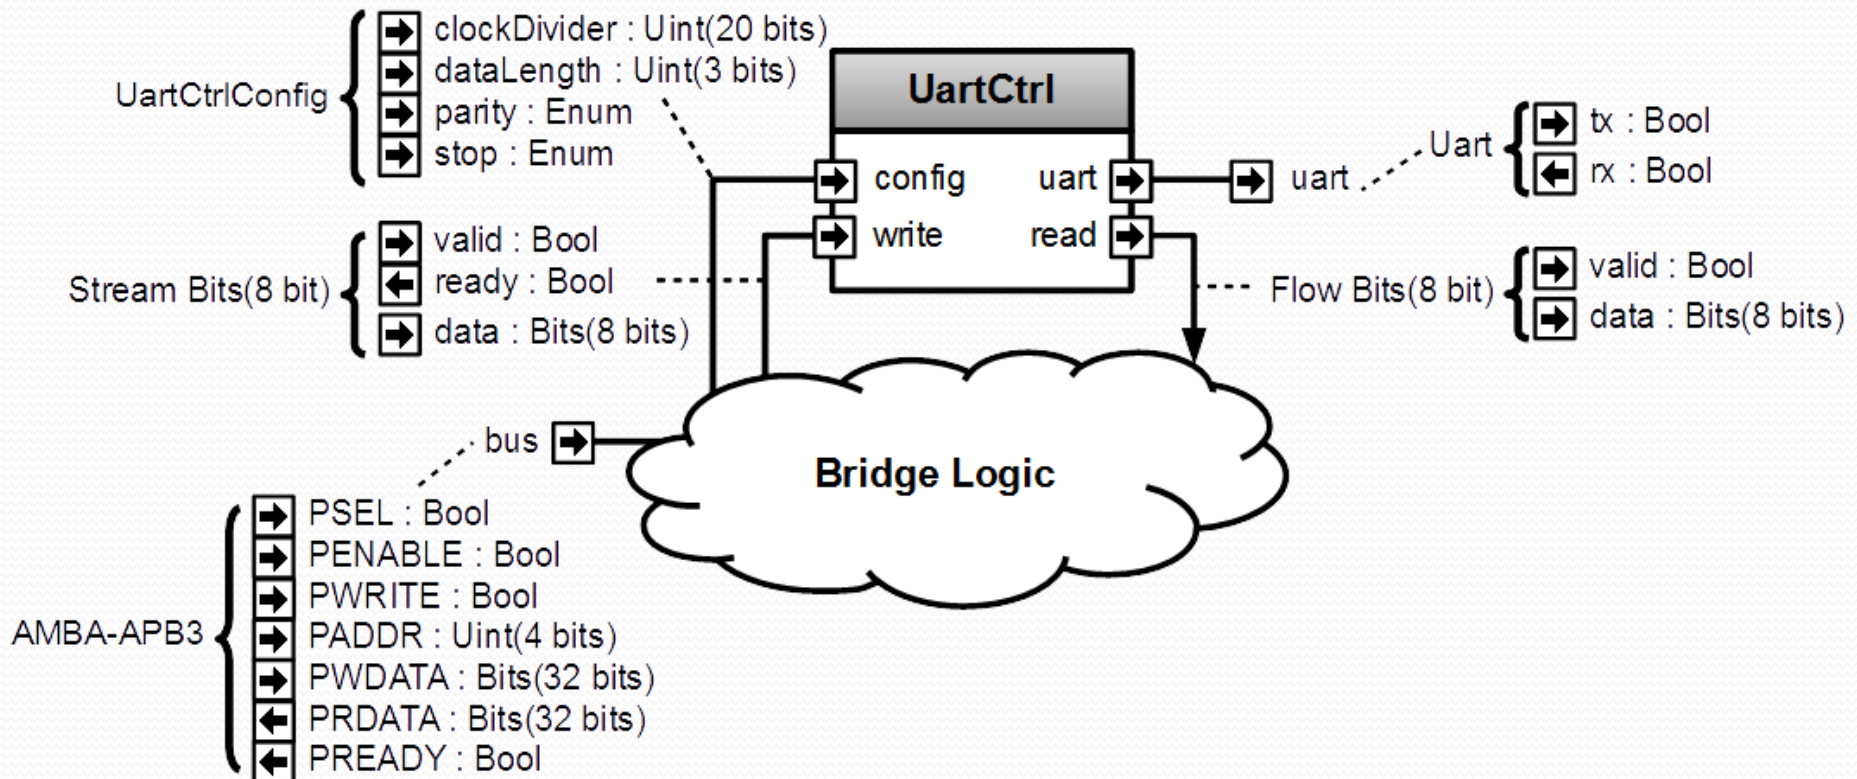 UartCtrlConfig
clockDivider : Uint(20 bits)
dataLength : Uint(3 bits)
parity : Enum
stop : Enum
Stream Bits(8 bit)
valid : Bool
ready : Bool
data : Bits(8 bits)
UartCtrl
config
uart
write
read
uart
Uart
tx : Bool
rx : Bool
Flow Bits(8 bit)
valid : Bool
data : Bits(8 bits)
bus
Bridge Logic
AMBA-APB3
PSEL : Bool
PENABLE : Bool
PWRITE : Bool
PADDR : Uint(4 bits)
PWDATA : Bits(32 bits)
PRDATA : Bits(32 bits)
PREADY : Bool